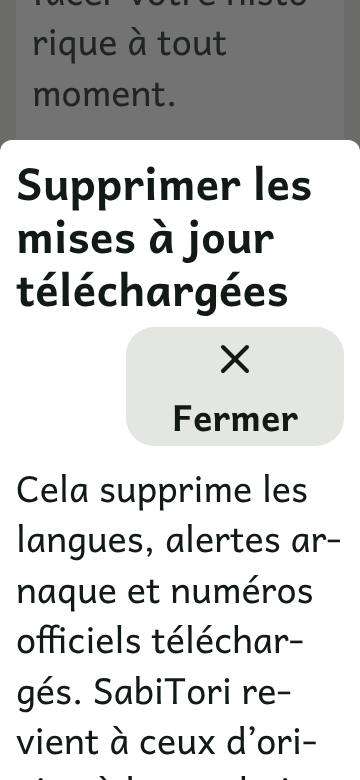 rique à tout
moment.
Supprimer les
mises à jour
téléchargées
Fermer
Cela supprime les
langues, alertes ar-
naque et numéros
officiels téléchar-
gés. SabiTori re-
vient à ceux d’ori-